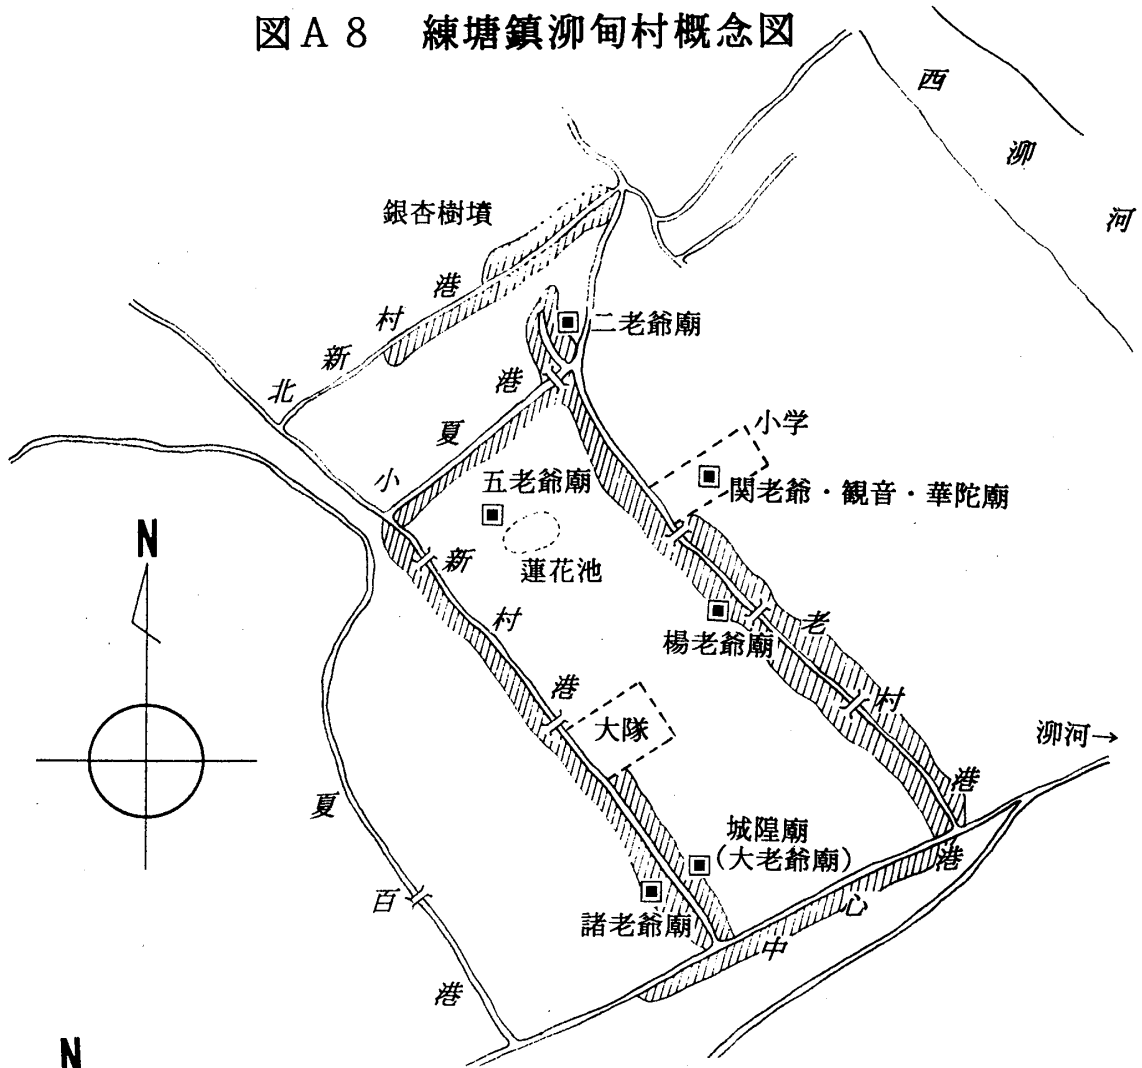 図A8 練塘鎮泖甸村概念図
西泖河
銀杏樹墳
北新村港
二老爺廟
小夏港
小学
関老爺・観音・華陀廟
五老爺廟
蓮花池
N
新村港
楊老爺廟
老村港
大隊
泖河→
夏百港
城隍廟
(大老爺廟)
諸老爺廟
中心港
N